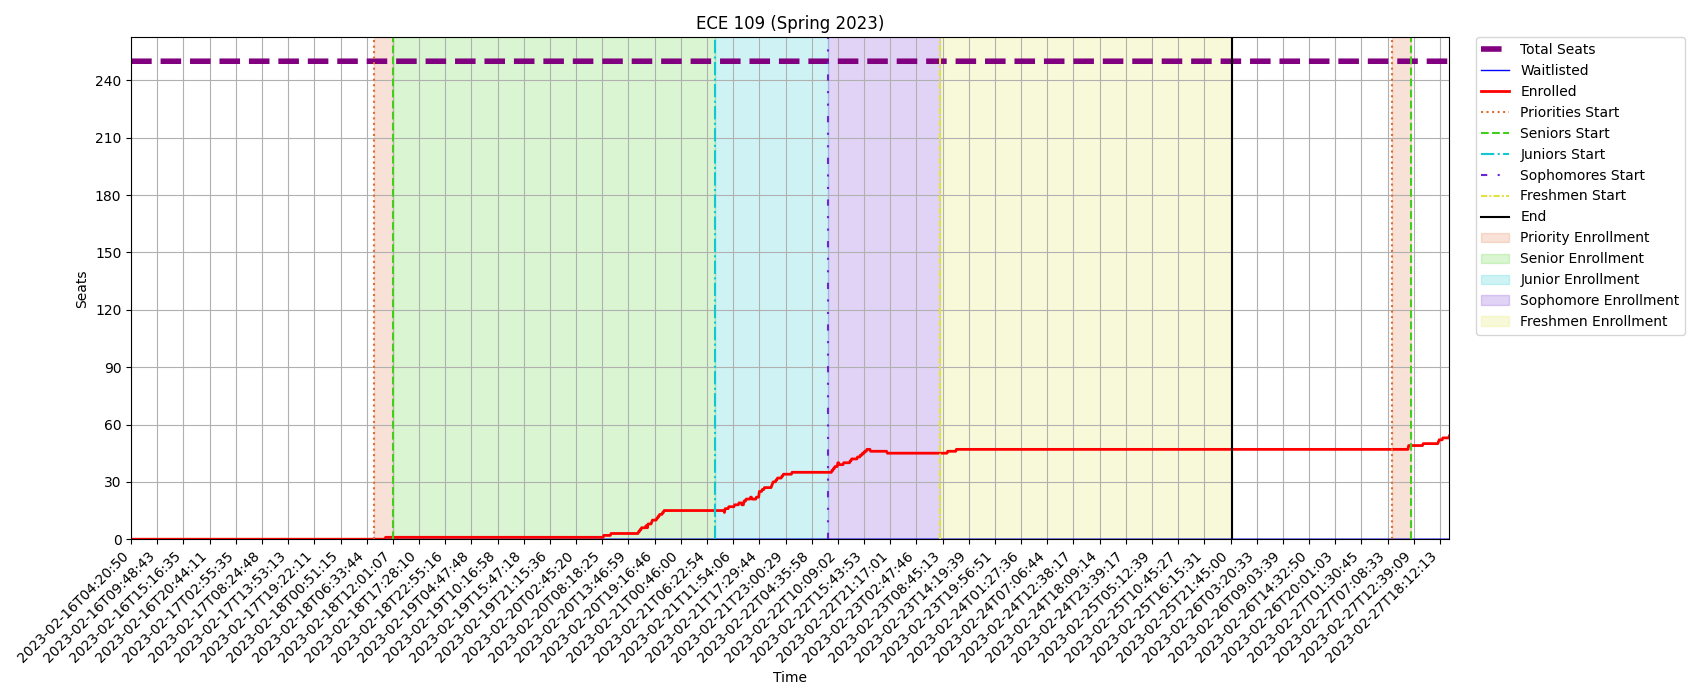 ECE 109 (Spring 2023)
Seats
240
210
180
150
120
90
60
30
0
2023-02-16T04:20:50
2023-02-16T09:48:43
2023-02-16T15:16:35
2023-02-16T20:44:11
2023-02-17T02:55:35
2023-02-17T08:24:48
2023-02-17T13:53:13
2023-02-17T19:22:11
2023-02-18T00:51:15
2023-02-18T06:33:44
2023-02-18T12:01:07
2023-02-18T17:28:10
2023-02-18T22:55:16
2023-02-19T04:47:48
2023-02-19T10:16:58
2023-02-19T15:47:18
2023-02-19T21:15:36
2023-02-20T02:45:20
2023-02-20T08:18:25
2023-02-20T13:46:59
2023-02-20T19:16:46
2023-02-21T00:46:00
2023-02-21T06:22:54
2023-02-21T11:54:06
2023-02-21T17:29:44
2023-02-21T23:00:29
2023-02-22T04:35:58
2023-02-22T10:09:02
2023-02-22T15:43:53
2023-02-22T21:17:01
2023-02-23T02:47:46
2023-02-23T08:45:13
2023-02-23T14:19:39
2023-02-23T19:56:51
2023-02-24T01:27:36
2023-02-24T07:06:44
2023-02-24T12:38:17
2023-02-24T18:09:14
2023-02-24T23:39:17
2023-02-25T05:12:39
2023-02-25T10:45:27
2023-02-25T16:15:31
2023-02-25T21:45:00
2023-02-26T03:20:33
2023-02-26T09:03:39
2023-02-26T14:32:50
2023-02-26T20:01:03
2023-02-27T01:30:45
2023-02-27T07:08:33
2023-02-27T12:39:09
2023-02-27T18:12:13
Time
Total Seats
Waitlisted
Enrolled
Priorities Start
Seniors Start
Juniors Start
Sophomores Start
Freshmen Start
End
Priority Enrollment
Senior Enrollment
Junior Enrollment
Sophomore Enrollment
Freshmen Enrollment